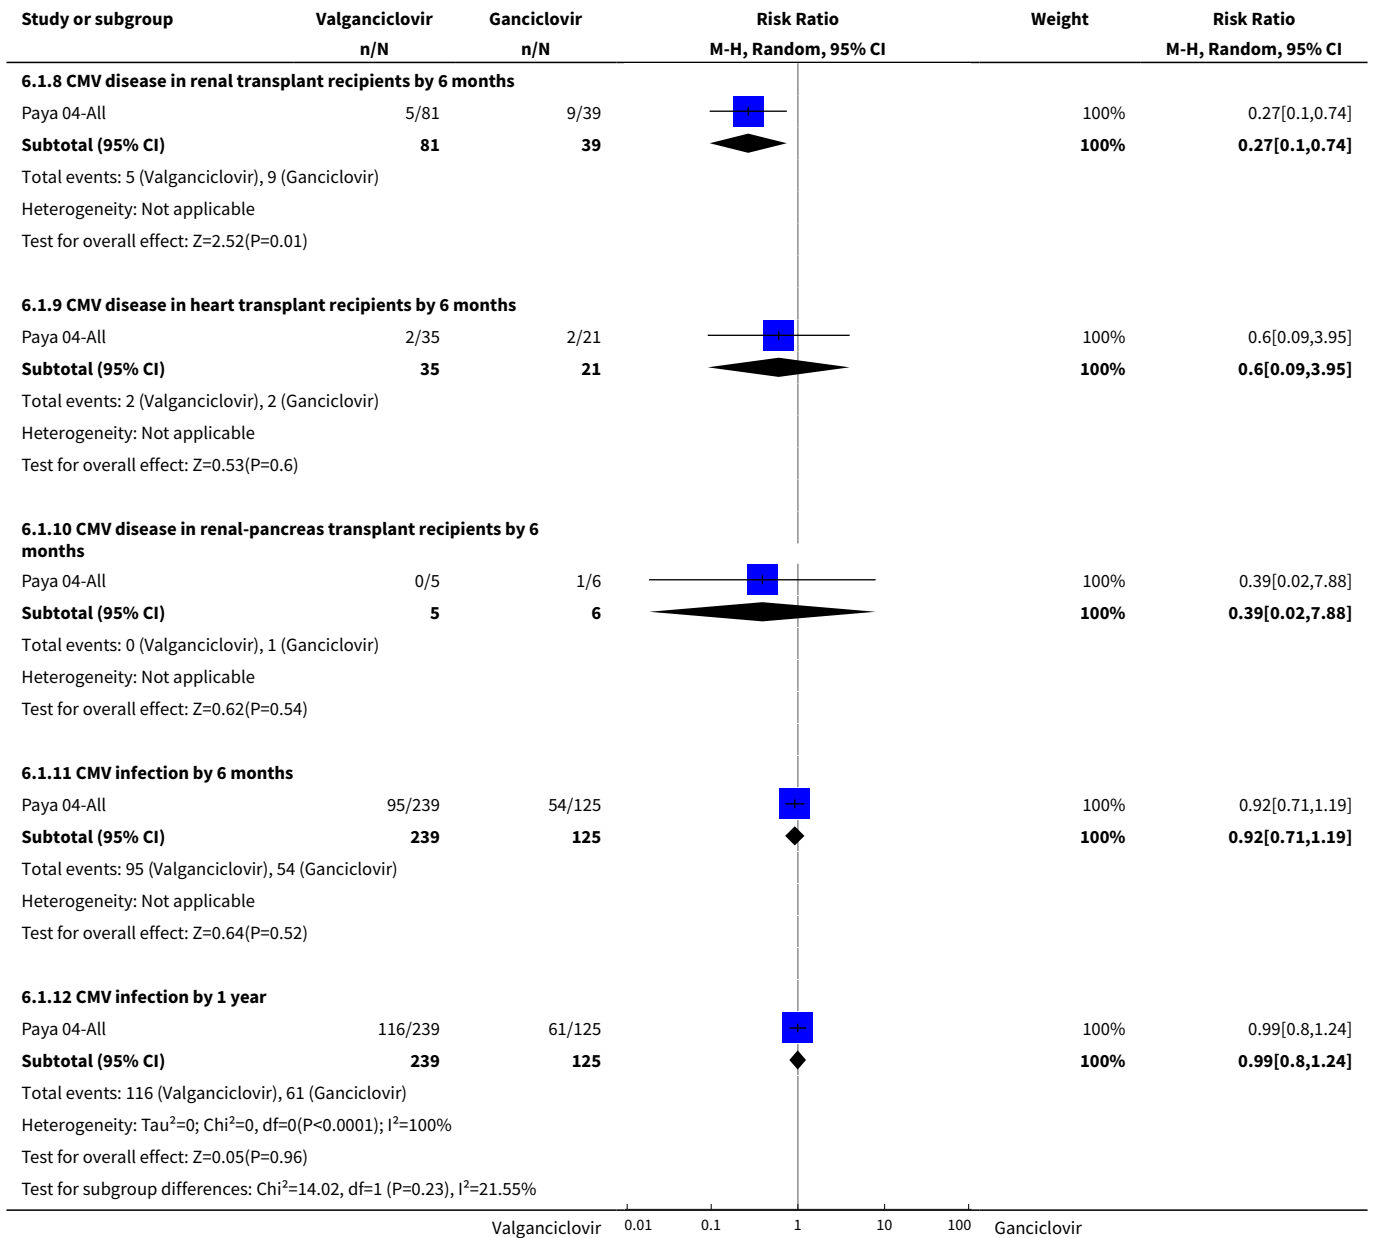 Study or subgroup Valganciclovir Ganciclovir Risk Ratio Weight Risk Ratio
n/N n/N M-H, Random, 95% CI M-H, Random, 95% CI
6.1.8 CMV disease in renal transplant recipients by 6 months
Paya 04-All 5/81 9/39 100% 0.27[0.1,0.74]
Subtotal (95% CI) 81 39 100% 0.27[0.1,0.74]
Total events: 5 (Valganciclovir), 9 (Ganciclovir)
Heterogeneity: Not applicable
Test for overall effect: Z=2.52(P=0.01)
6.1.9 CMV disease in heart transplant recipients by 6 months
Paya 04-All 2/35 2/21 100% 0.6[0.09,3.95]
Subtotal (95% CI) 35 21 100% 0.6[0.09,3.95]
Total events: 2 (Valganciclovir), 2 (Ganciclovir)
Heterogeneity: Not applicable
Test for overall effect: Z=0.53(P=0.6)
6.1.10 CMV disease in renal-pancreas transplant recipients by 6
months
Paya 04-All 0/5 1/6 100% 0.39[0.02,7.88]
Subtotal (95% CI) 5 6 100% 0.39[0.02,7.88]
Total events: 0 (Valganciclovir), 1 (Ganciclovir)
Heterogeneity: Not applicable
Test for overall effect: Z=0.62(P=0.54)
6.1.11 CMV infection by 6 months
Paya 04-All 95/239 54/125 100% 0.92[0.71,1.19]
Subtotal (95% CI) 239 125 100% 0.92[0.71,1.19]
Total events: 95 (Valganciclovir), 54 (Ganciclovir)
Heterogeneity: Not applicable
Test for overall effect: Z=0.64(P=0.52)
6.1.12 CMV infection by 1 year
Paya 04-All 116/239 61/125 100% 0.99[0.8,1.24]
Subtotal (95% CI) 239 125 100% 0.99[0.8,1.24]
Total events: 116 (Valganciclovir), 61 (Ganciclovir)
Heterogeneity: Tau²=0; Chi²=0, df=0(P<0.0001); I²=100%
Test for overall effect: Z=0.05(P=0.96)
Test for subgroup differences: Chi²=14.02, df=1 (P=0.23), I²=21.55%
Valganciclovir 0.01 0.1 1 10 100 Ganciclovir